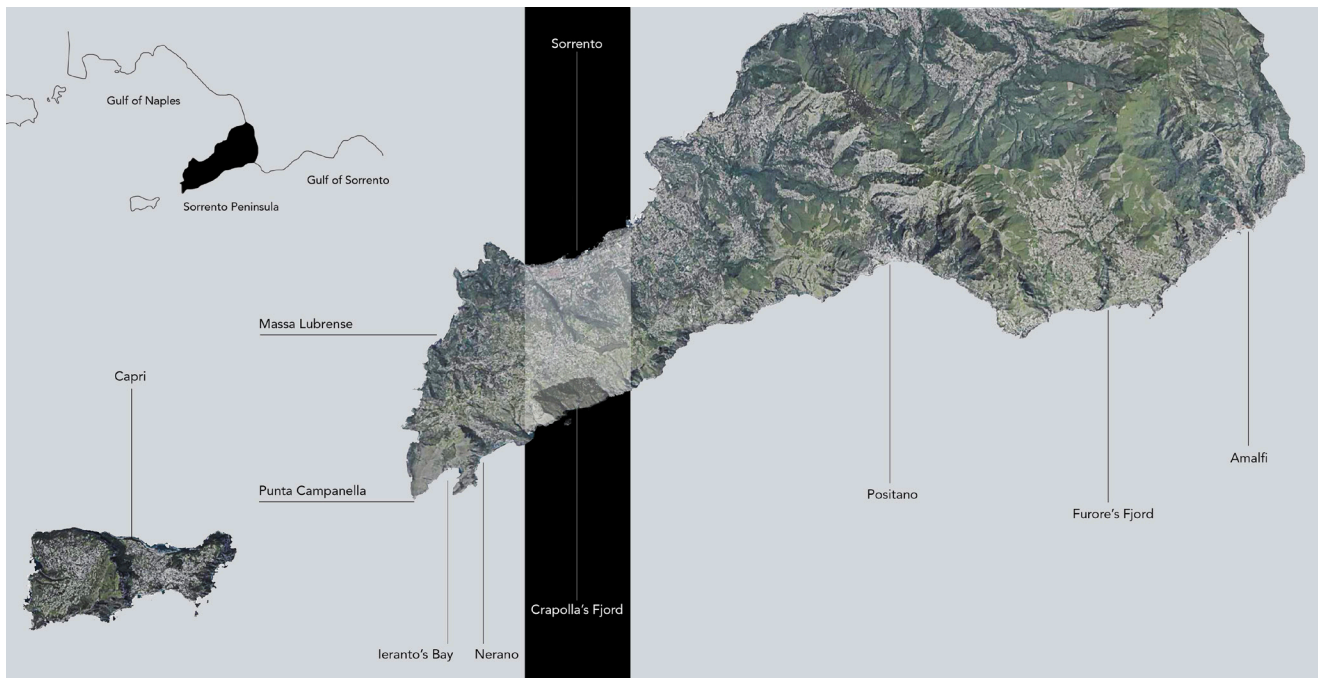 Sorrento
Gulf of Naples
Gulf of Sorrento
Sorrento Peninsula
Massa Lubrense
Capri
Punta Campanella
Amalfi
Positano
Furore's Fjord
Crapolla's Fjord
Ieranto's Bay
Nerano